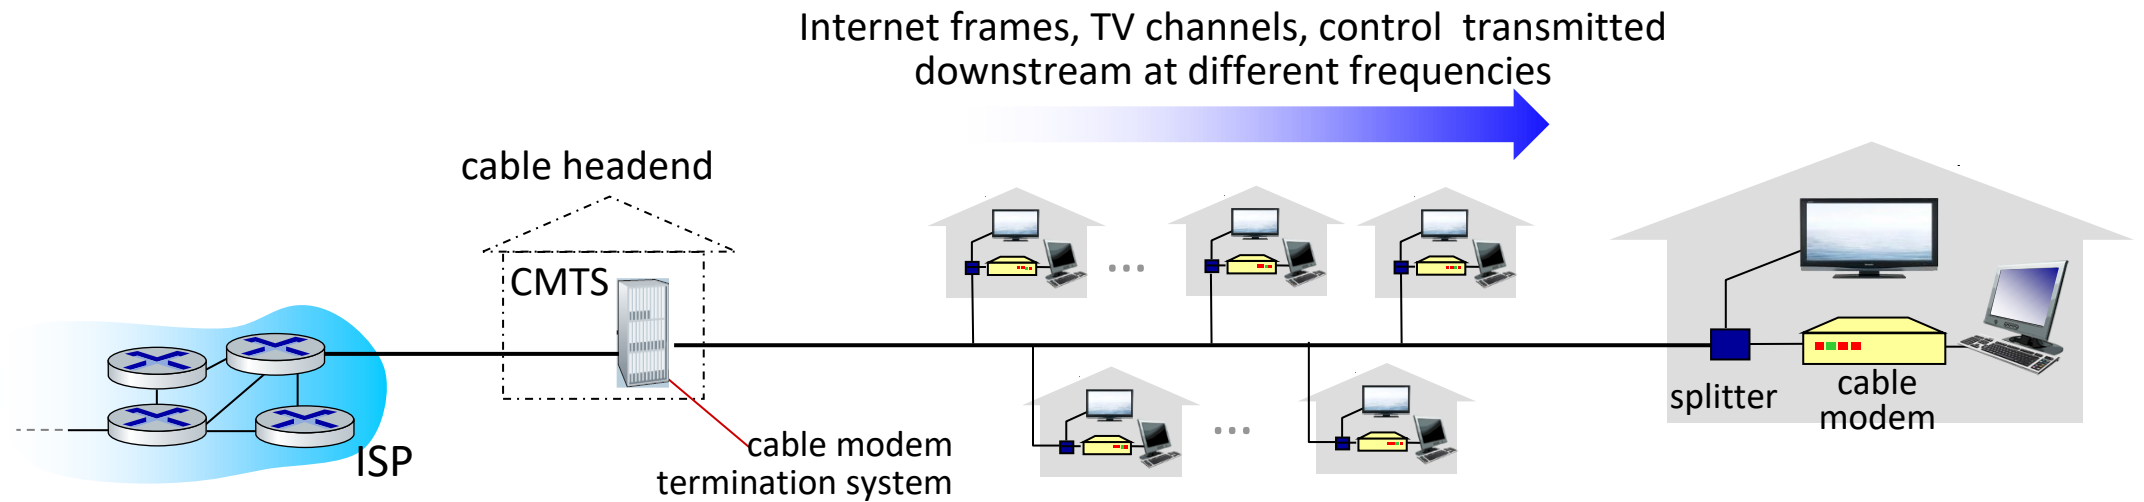 Internet frames, TV channels, control  transmitted
downstream at different frequencies
cable headend
CMTS
ISP
cable modem
termination system
splitter
cable
modem